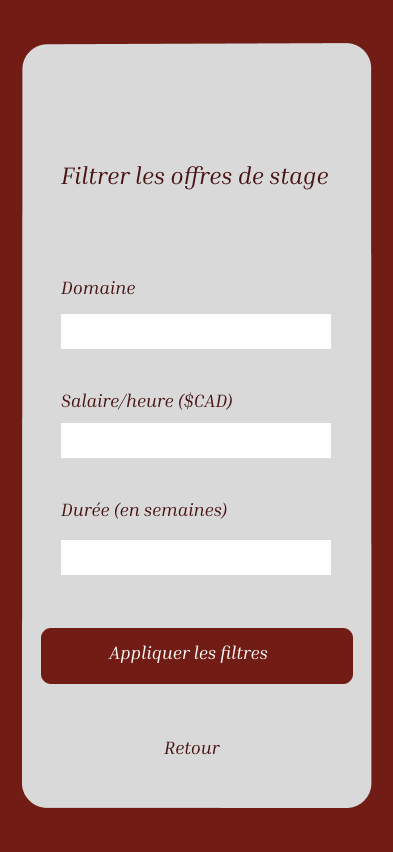 Filtrer les offres de stage
Domaine
Salaire/heure ($CAD)
Durée (en semaines)
Appliquer les filtres
Retour